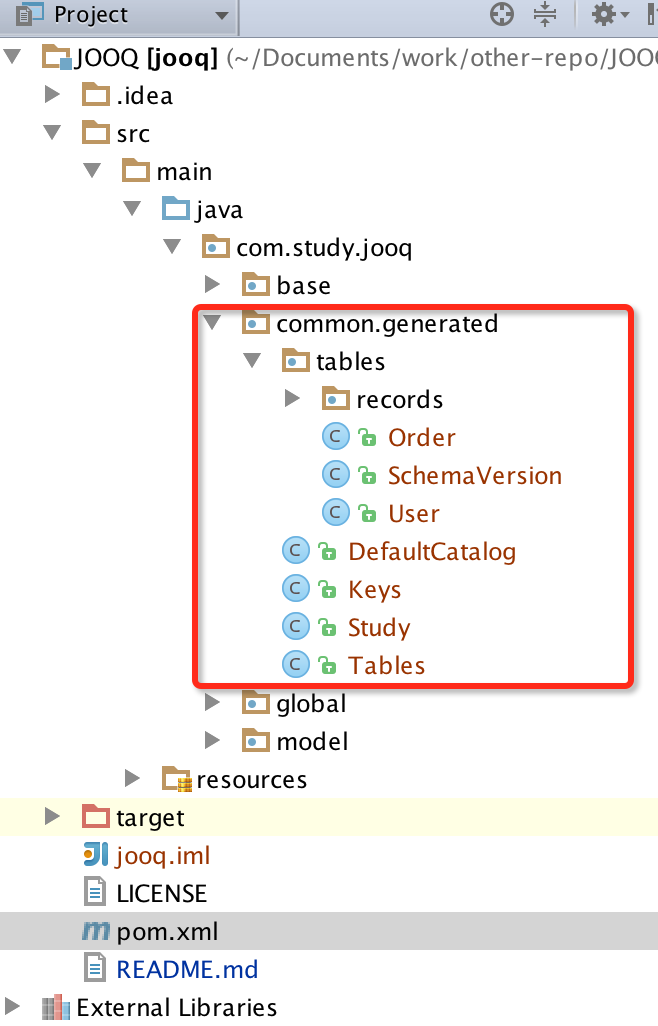 Project
JOOQ [jooq] (~/Documents/work/other-repo/JOOQ
.idea
src
main
java
com.study.jooq
base
common.generated
tables
records
Order
SchemaVersion
User
DefaultCatalog
Keys
Study
Tables
global
model
resources
target
jooq.iml
LICENSE
pom.xml
README.md
External Libraries